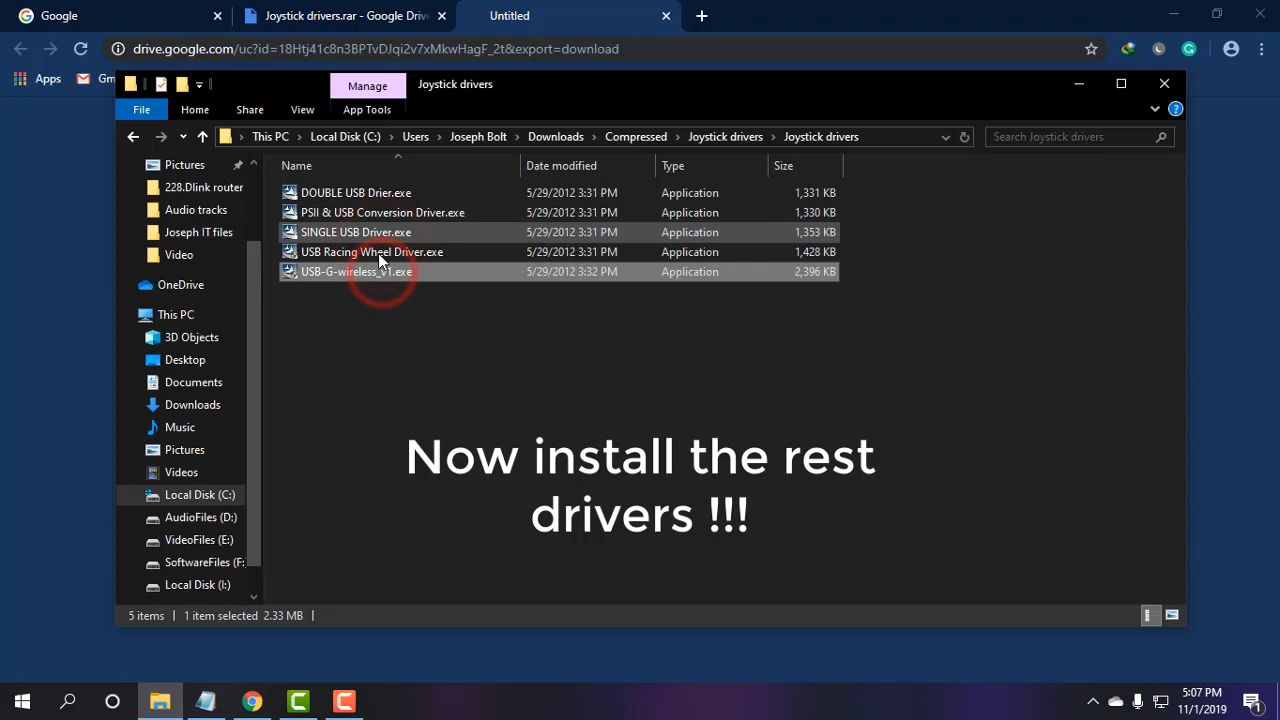 Google
Joystick drivers.rar - Google Drive
Untitled
drive.google.com/uc?id=18Htj41c8n3BPTvDJqi2v7xMkwHagF_2t&export=download
Apps
Gm
Manage
Joystick drivers
File
Home
Share
View
App Tools
This PC > Local Disk (C:) > Users > Joseph Bolt > Downloads > Compressed > Joystick drivers > Joystick drivers
Search Joystick drivers
Name
Date modified
Type
Size
DOUBLE USB Drier.exe 5/29/2012 3:31 PM Application 1,331 KB
PSII & USB Conversion Driver.exe 5/29/2012 3:31 PM Application 1,330 KB
SINGLE USB Driver.exe 5/29/2012 3:31 PM Application 1,353 KB
USB Racing Wheel Driver.exe 5/29/2012 3:31 PM Application 1,428 KB
USB-G-wireless_v1.exe 5/29/2012 3:32 PM Application 2,396 KB
Pictures
228.Dlink router
Audio tracks
Joseph IT files
Video
OneDrive
This PC
3D Objects
Desktop
Documents
Downloads
Music
Pictures
Videos
Local Disk (C:)
AudioFiles (D:)
VideoFiles (E:)
SoftwareFiles (F:
Local Disk (I:)
Now install the rest
drivers !!!
5 items
1 item selected 2.33 MB
5:07 PM
11/1/2019
1